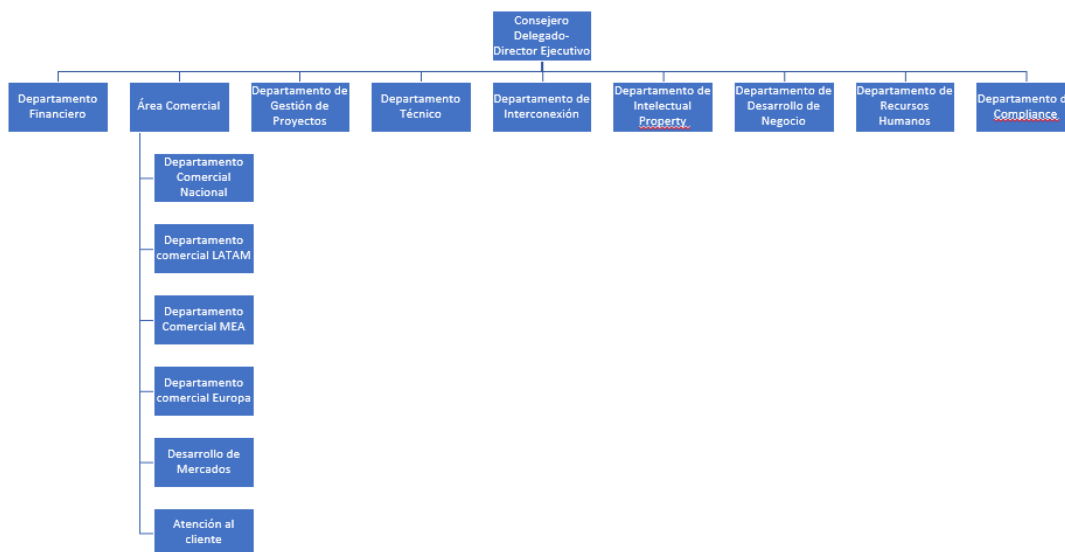 Consejero
Delegado-
Director Ejecutivo
Departamento
Financiero
Área Comercial
Departamento de
Gestión de
Proyectos
Departamento
Técnico
Departamento de
Interconexión
Departamento de
Intelectual
Property
Departamento de
Desarrollo de
Negocio
Departamento de
Recursos
Humanos
Departamento d
Compliance
Departamento
Comercial
Nacional
Departamento
comercial LATAM
Departamento
Comercial MEA
Departamento
comercial Europa
Desarrollo de
Mercados
Atención al
cliente